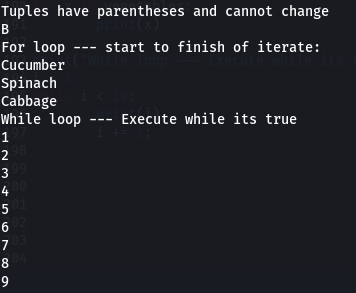 Tuples have parentheses and cannot change
B
For loop --- start to finish of iterate:
Cucumber
Spinach
Cabbage
While loop --- Execute while its true
1
2
3
4
5
6
7
8
9